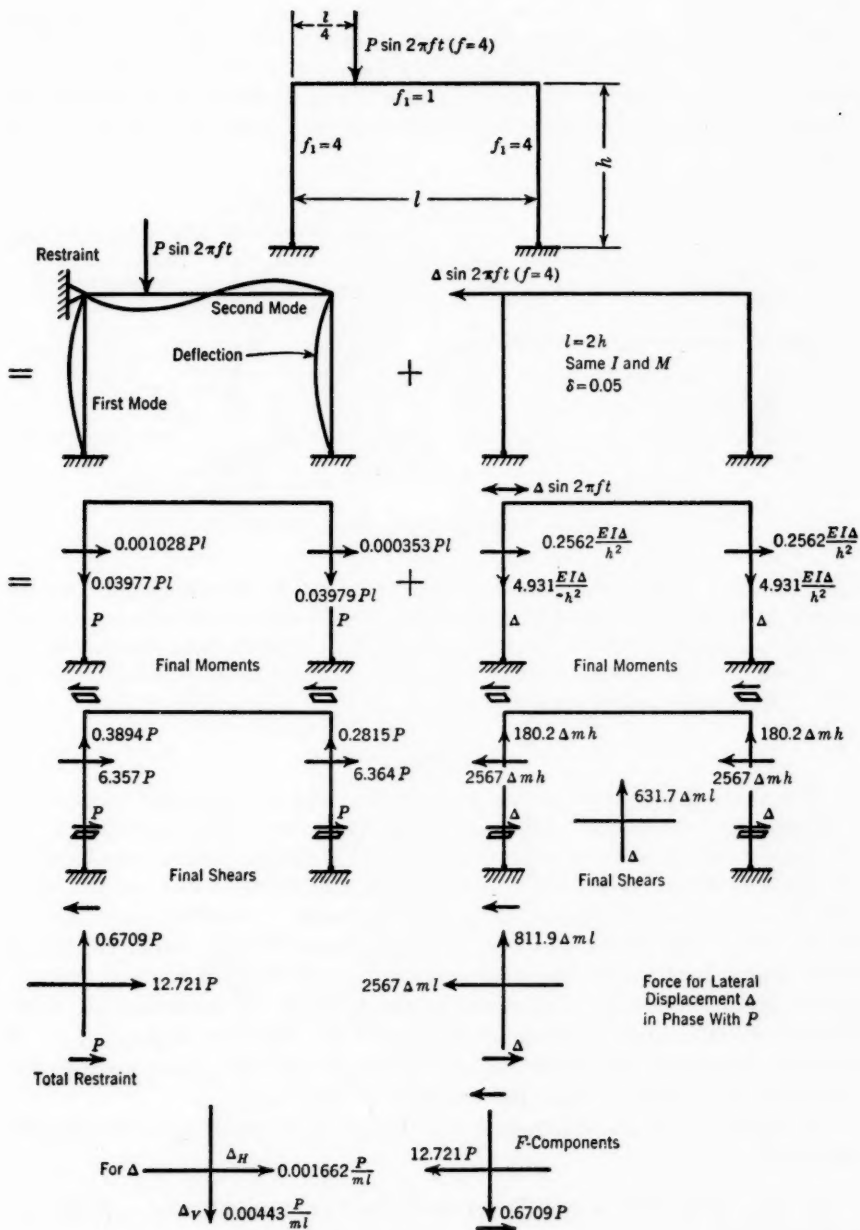 l/4
P sin 2πft (f=4)
f₁=1
f₁=4
f₁=4
h
l
Restraint
P sin 2πft
Second Mode
Deflection
First Mode
=
+
Δ sin 2πft (f=4)
l=2h
Same I and M
δ=0.05
Δ sin 2πft
=
0.001028 Pl
0.03977 Pl
P
0.000353 Pl
0.03979 Pl
P
Final Moments
+
0.2562 EIΔ/h²
4.931 EIΔ/h²
Δ
0.2562 EIΔ/h²
4.931 EIΔ/h²
Δ
Final Moments
0.3894 P
6.357 P
P
0.2815 P
6.364 P
P
Final Shears
180.2 Δmh
2567 Δmh
Δ
180.2 Δmh
2567 Δmh
Δ
631.7 Δml
Δ
Final Shears
0.6709 P
12.721 P
P
Total Restraint
811.9 Δml
2567 Δml
Δ
Force for Lateral
Displacement Δ
in Phase With P
For Δ
Δ_H
0.001662 P/ml
Δ_V
0.00443 P/ml
F-Components
12.721 P
0.6709 P